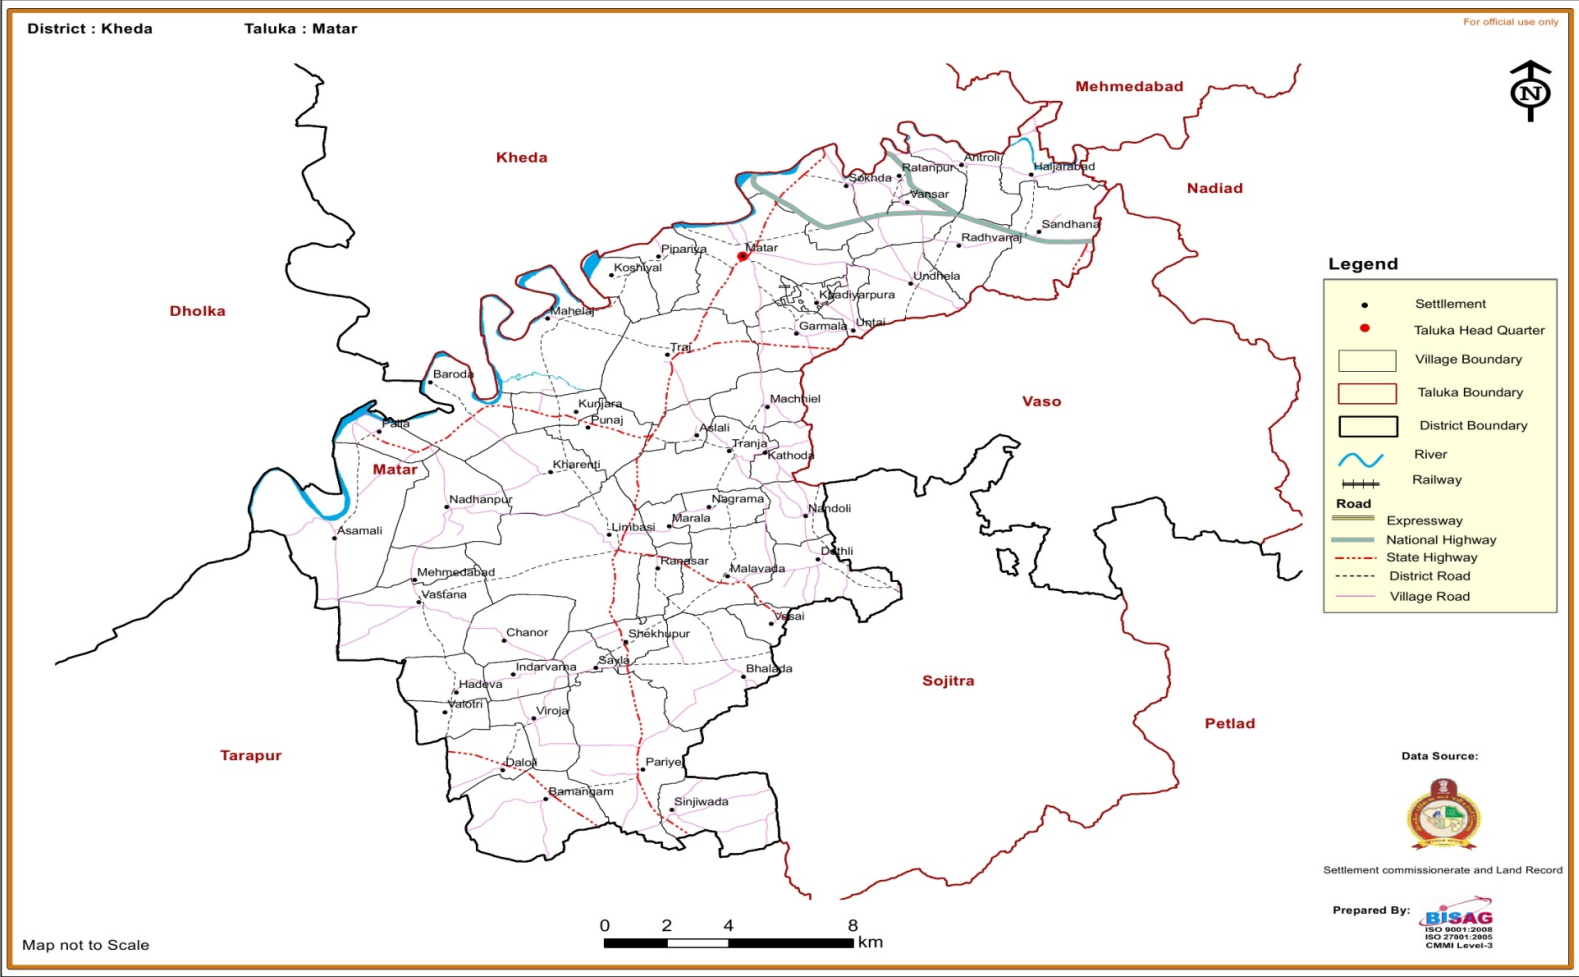 District : Kheda
Taluka : Matar
For official use only
Mehmedabad
N
Kheda
Nadiad
Antroli
Ratanpur
Haijarabad
Sokhda
Vansar
Sandhana
Radhvanaj
Matar
Pipariya
Koshiyal
Undhela
Khadiyarpura
Dholka
Mahelaj
Garmala
Untai
Traj
Baroda
Vaso
Machhiel
Kunjara
Punaj
Palla
Aslali
Tranja
Kathoda
Matar
Kharenti
Nadhanpur
Nagrama
Nandoli
Marala
Limbasi
Asamali
Dethli
Ranasar
Malavada
Mehmedabad
Vastana
Vasai
Chanor
Shekhupur
Sayla
Indarvarna
Bhalada
Hadeva
Sojitra
Valotri
Viroja
Petlad
Tarapur
Daloli
Pariyej
Bamangam
Sinjiwada
Legend
Settllement
Taluka Head Quarter
Village Boundary
Taluka Boundary
District Boundary
River
Railway
Road
Expressway
National Highway
State Highway
District Road
Village Road
Data Source:
Settlement commissionerate and Land Record
Prepared By:
BISAG
ISO 9001:2008
ISO 27001:2005
CMMI Level-3
0 2 4 8
km
Map not to Scale